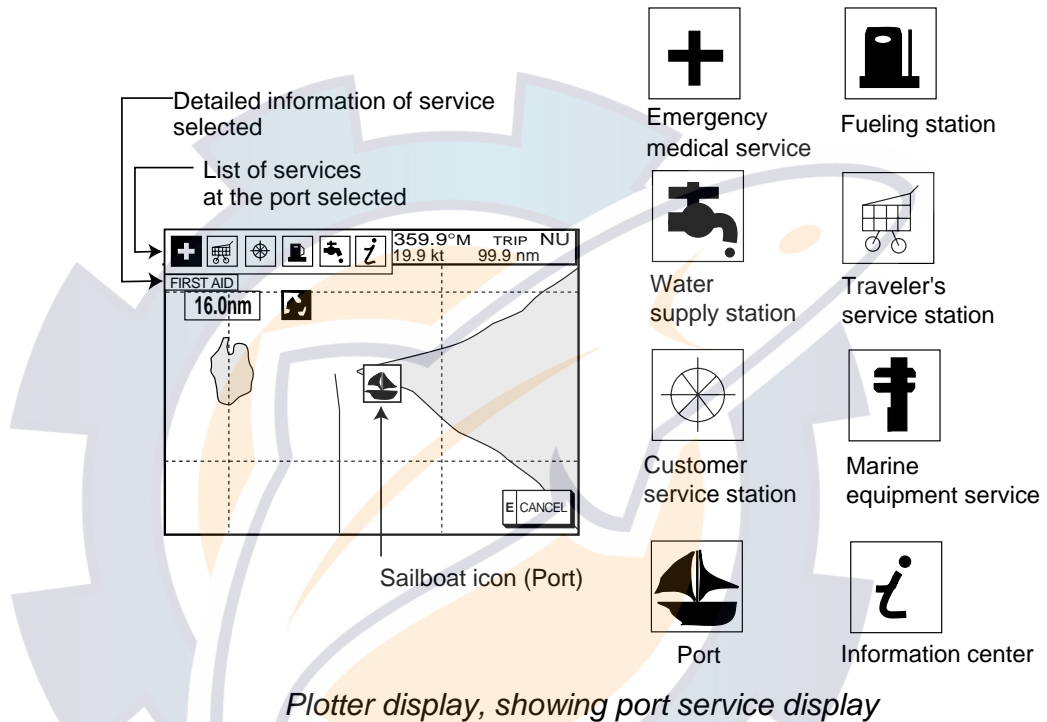 Detailed information of service
selected
List of services
at the port selected
359.9°M TRIP NU
19.9 kt 99.9 nm
FIRST AID
16.0nm
E CANCEL
Sailboat icon (Port)
Emergency
medical service
Fueling station
Water
supply station
Traveler's
service station
Customer
service station
Marine
equipment service
Port
Information center
Plotter display, showing port service display